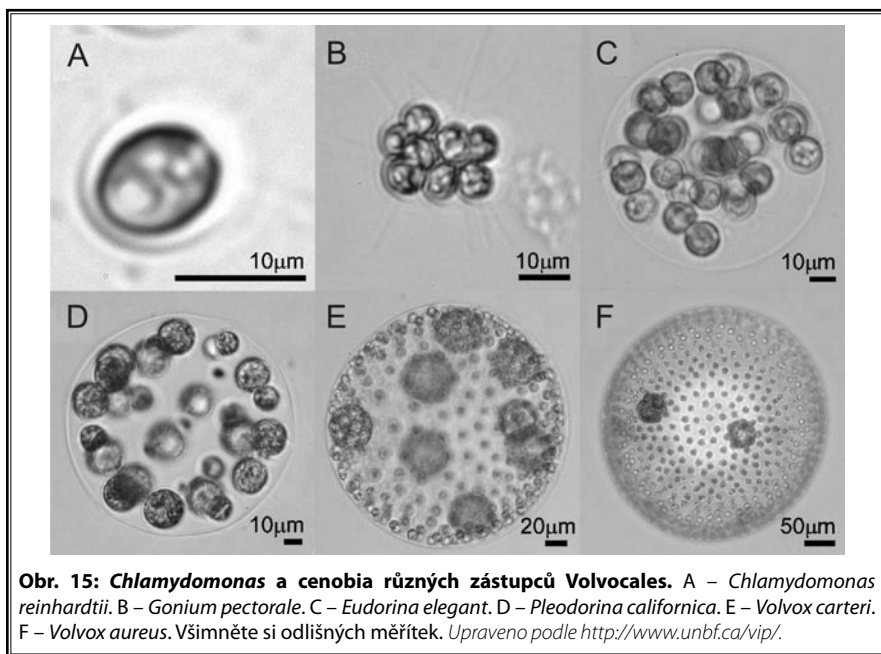 A
B
C
10µm
10µm
10µm
D
E
F
10µm
20µm
50µm
Obr. 15: Chlamydomonas a cenobia různých zástupců Volvocales. A – Chlamydomonas
reinhardtii. B – Gonium pectorale. C – Eudorina elegant. D – Pleodorina californica. E – Volvox carteri.
F – Volvox aureus. Všimněte si odlišných měřítek. Upraveno podle http://www.unbf.ca/vip/.